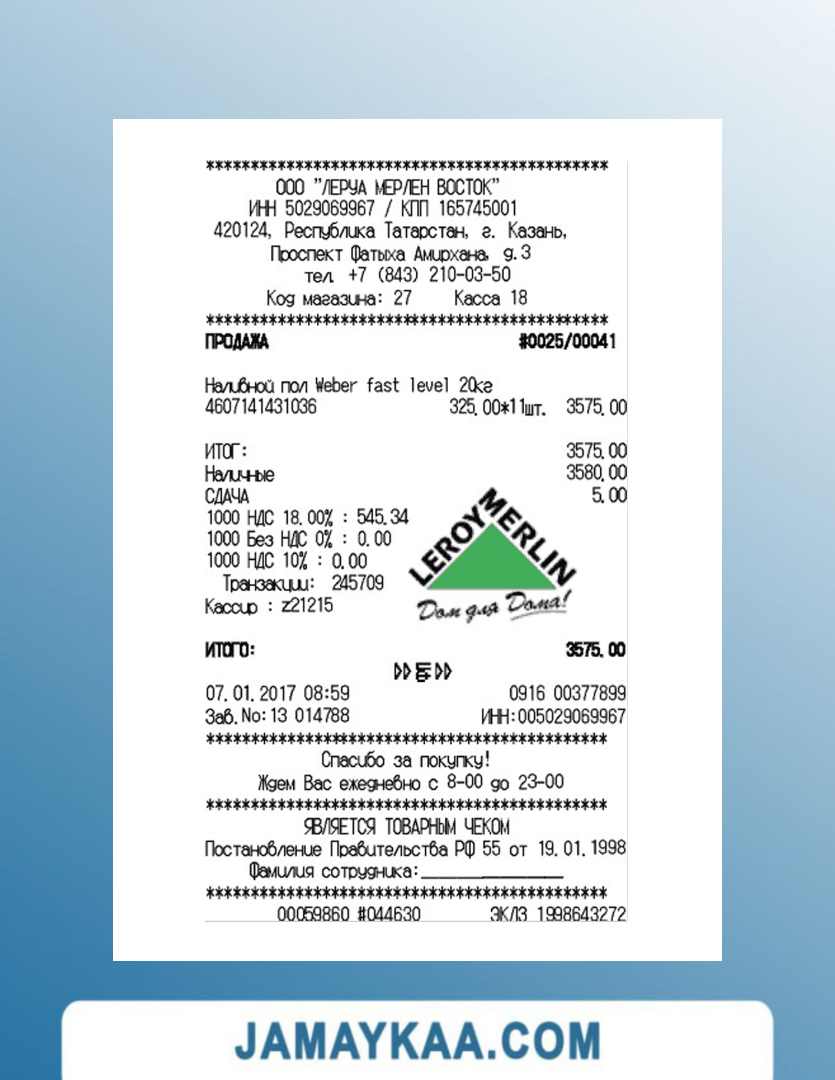 *********************************************
ООО "ЛЕРУА МЕРЛЕН ВОСТОК"
ИНН 5029069967 / КПП 165745001
420124, Республика Татарстан, г. Казань,
Проспект Фатыха Амирхана, д.3
тел. +7 (843) 210-03-50
Код магазина: 27 Касса 18
*********************************************
ПРОДАЖА #0025/00041
Наливной пол Weber fast level 20кг
4607141431036 325.00*11шт. 3575.00
ИТОГ: 3575.00
Наличные 3580.00
СДАЧА 5.00
1000 НДС 18.00% : 545.34
1000 Без НДС 0% : 0.00
1000 НДС 10% : 0.00
Транзакции: 245709
Кассир : z21215
LEROY MERLIN
Дом для Дома!
ИТОГО: 3575.00
07.01.2017 08:59 0916 00377899
Зав.No:13 014788 ИНН:005029069967
*********************************************
Спасибо за покупку!
Ждем Вас ежедневно с 8-00 до 23-00
*********************************************
ЯВЛЯЕТСЯ ТОВАРНЫМ ЧЕКОМ
Постановление Правительства РФ 55 от 19.01.1998
Фамилия сотрудника:______________
*********************************************
00059860 #044630 ЭКЛЗ 1998643272
JAMAYKAA.COM